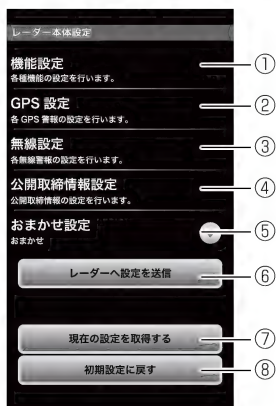 レーダー本体設定
機能設定
各種機能の設定を行います。
①
GPS 設定
各 GPS 警報の設定を行います。
②
無線設定
各無線警報の設定を行います。
③
公開取締情報設定
公開取締情報の設定を行います。
④
おまかせ設定
おまかせ
⑤
レーダーへ設定を送信
⑥
現在の設定を取得する
⑦
初期設定に戻す
⑧